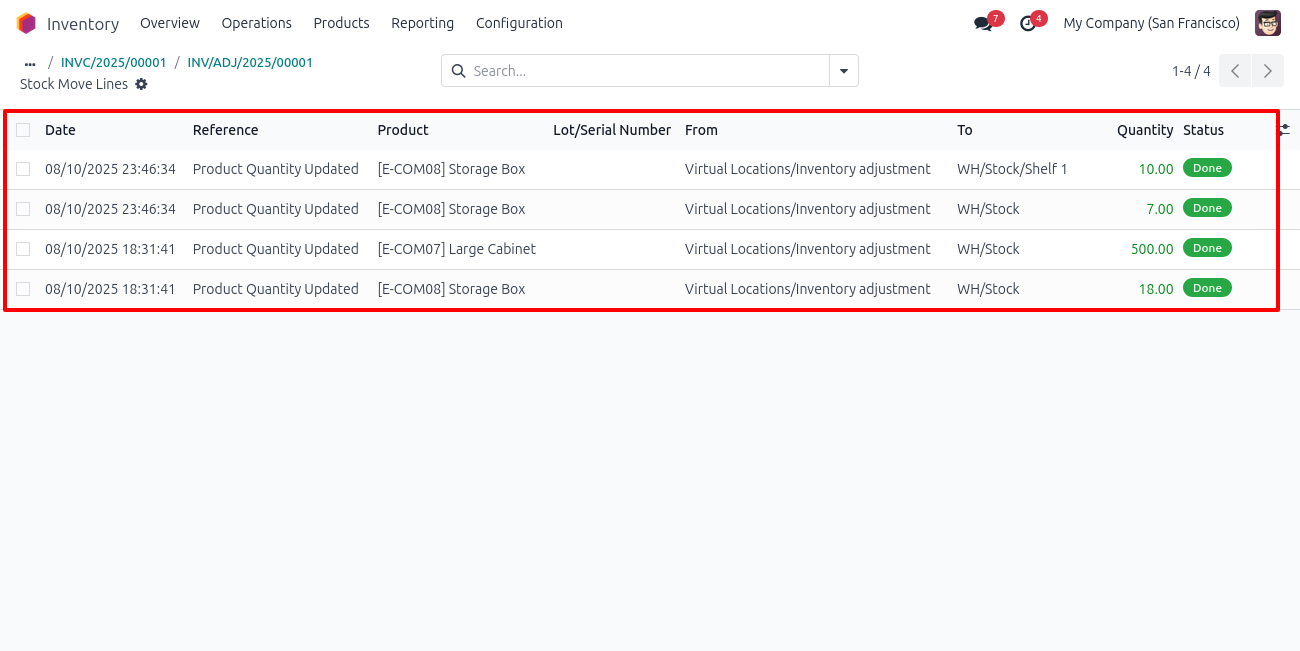 Inventory Overview Operations Products Reporting Configuration 7 4 My Company (San Francisco)
... / INVC/2025/00001 / INV/ADJ/2025/00001
Stock Move Lines
Search...
1-4 / 4
Date Reference Product Lot/Serial Number From To Quantity Status
08/10/2025 23:46:34 Product Quantity Updated [E-COM08] Storage Box Virtual Locations/Inventory adjustment WH/Stock/Shelf 1 10.00 Done
08/10/2025 23:46:34 Product Quantity Updated [E-COM08] Storage Box Virtual Locations/Inventory adjustment WH/Stock 7.00 Done
08/10/2025 18:31:41 Product Quantity Updated [E-COM07] Large Cabinet Virtual Locations/Inventory adjustment WH/Stock 500.00 Done
08/10/2025 18:31:41 Product Quantity Updated [E-COM08] Storage Box Virtual Locations/Inventory adjustment WH/Stock 18.00 Done